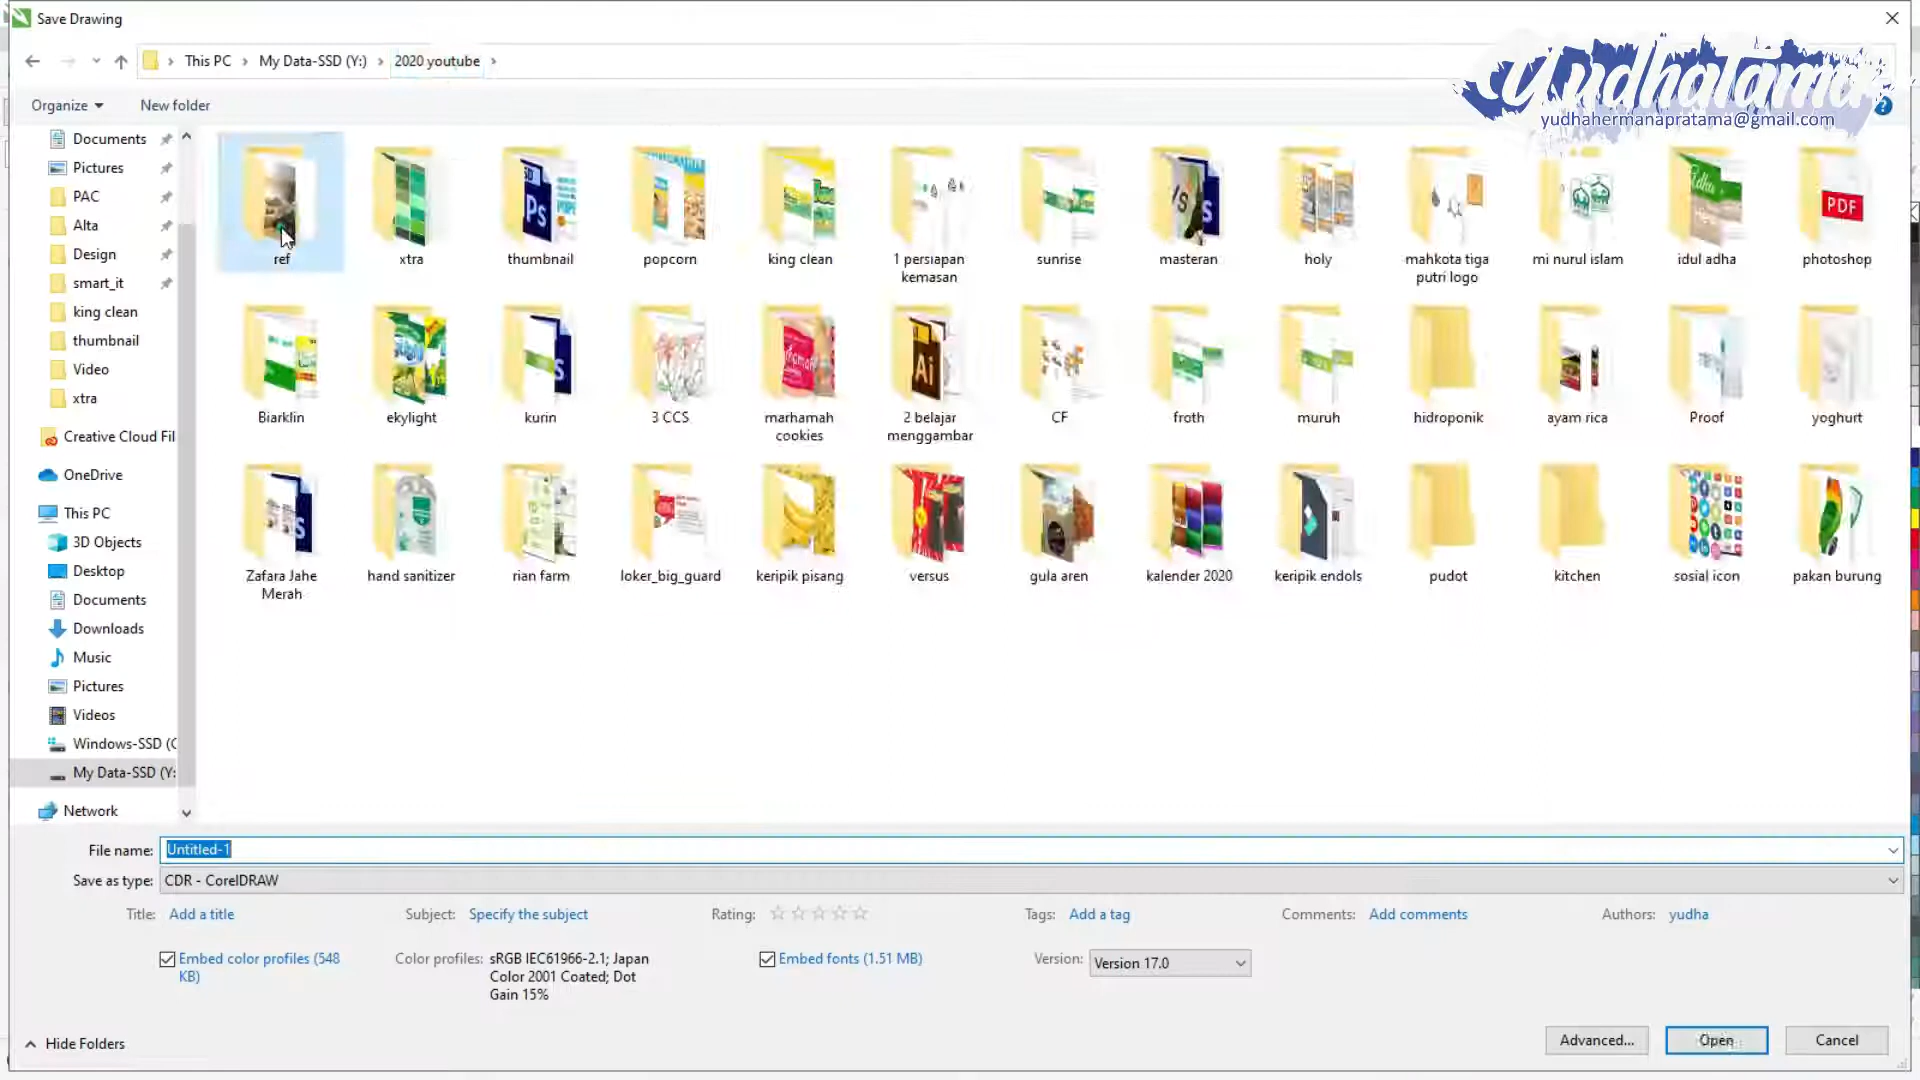 Save Drawing
Yudhatama
yudhahermanapratama@gmail.com
This PC > My Data-SSD (Y:) > 2020 youtube >
Organize
New folder
Documents
Pictures
PAC
Alta
Design
smart_it
king clean
thumbnail
Video
xtra
Creative Cloud Fil
OneDrive
This PC
3D Objects
Desktop
Documents
Downloads
Music
Pictures
Videos
Windows-SSD (C
My Data-SSD (Y:
Network
ref
xtra
thumbnail
popcorn
king clean
1 persiapan
kemasan
sunrise
masteran
holy
mahkota tiga
putri logo
mi nurul islam
idul adha
photoshop
PDF
Ps
Biarklin
ekylight
kurin
3 CCS
marhamah
cookies
2 belajar
menggambar
CF
froth
muruh
hidroponik
ayam rica
Proof
yoghurt
Ai
Zafara Jahe
Merah
hand sanitizer
rian farm
loker_big_guard
keripik pisang
versus
gula aren
kalender 2020
keripik endols
pudot
kitchen
sosial icon
pakan burung
File name: Untitled-1
Save as type: CDR - CorelDRAW
Title: Add a title
Subject: Specify the subject
Rating:
Tags: Add a tag
Comments: Add comments
Authors: yudha
Embed color profiles (548
KB)
Color profiles: sRGB IEC61966-2.1; Japan
Color 2001 Coated; Dot
Gain 15%
Embed fonts (1.51 MB)
Version: Version 17.0
Hide Folders
Advanced...
Open
Cancel